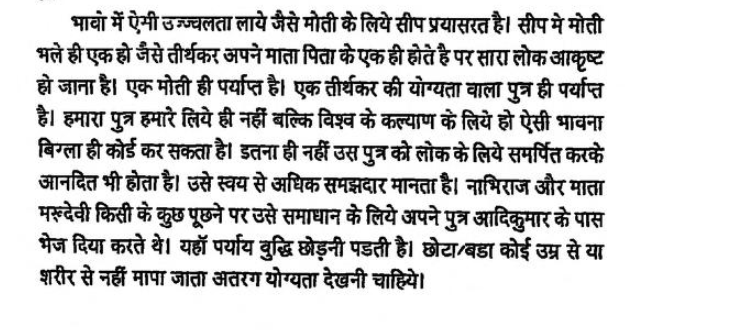 भावो में ऐसी उज्ज्वलता लाये जैसे मोती के लिये सीप प्रयासरत है। सीप मे मोती
भले ही एक हो जैसे तीर्थकर अपने माता पिता के एक ही होते है पर सारा लोक आकृष्ट
हो जाना है। एक मोती ही पर्याप्त है। एक तीर्थकर की योग्यता वाला पुत्र ही पर्याप्त
है। हमारा पुत्र हमारे लिये ही नहीं बल्कि विश्व के कल्याण के लिये हो ऐसी भावना
बिरला ही कोई कर सकता है। इतना ही नहीं उस पुत्र को लोक के लिये समर्पित करके
आनदित भी होता है। उसे स्वय से अधिक समझदार मानता है। नाभिराज और माता
मरूदेवी किसी के कुछ पूछने पर उसे समाधान के लिये अपने पुत्र आदिकुमार के पास
भेज दिया करते थे। यहाँ पर्याय बुद्धि छोड़नी पडती है। छोटा/बडा कोई उम्र से या
शरीर से नहीं मापा जाता अतरग योग्यता देखनी चाहिये।